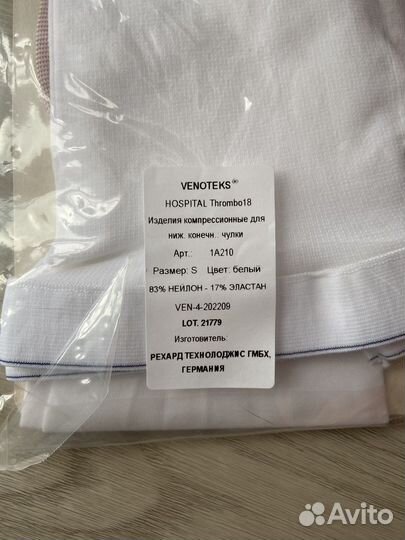 VENOTEKS®
HOSPITAL Thrombo18
Изделия компрессионные для
ниж. конечн.. чулки
Арт.: 1A210
Размер: S Цвет: белый
83% НЕЙЛОН - 17% ЭЛАСТАН
VEN-4-202209
LOT. 21779
Изготовитель:
РЕХАРД ТЕХНОЛОДЖИС ГМБХ,
ГЕРМАНИЯ
Avito